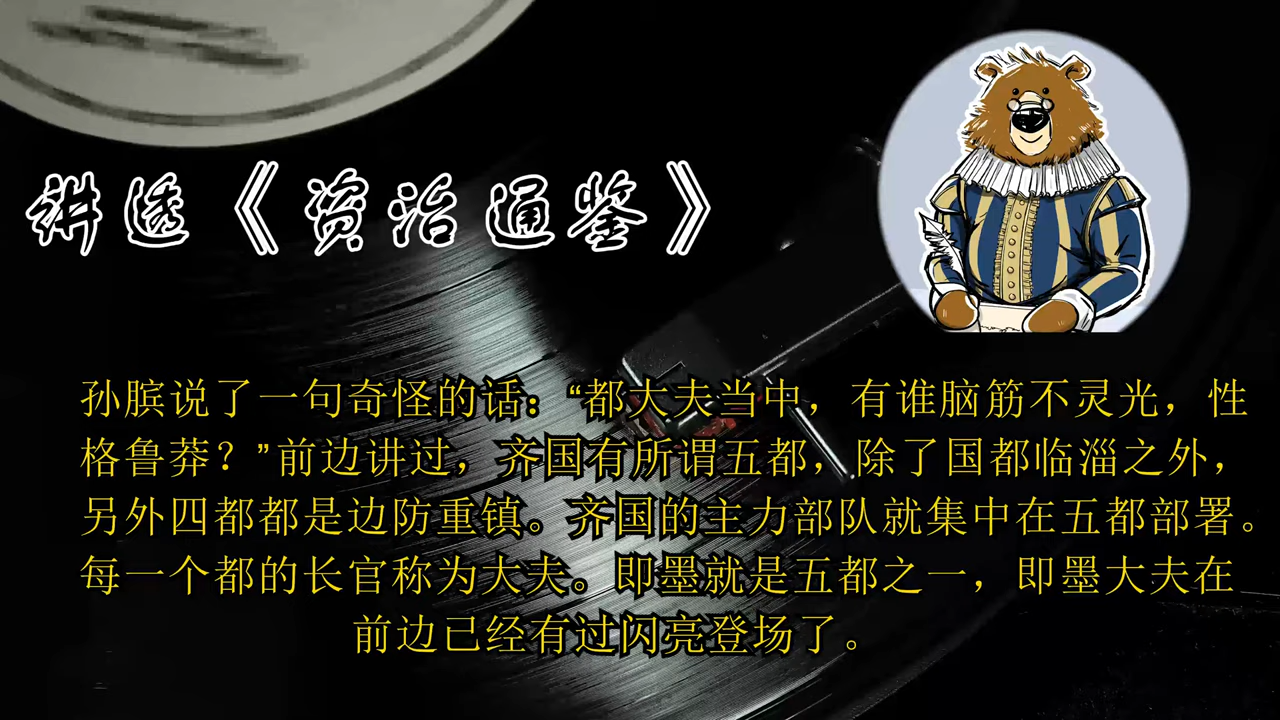 讲透《资治通鉴》
孙膑说了一句奇怪的话：“都大夫当中，有谁脑筋不灵光，性
格鲁莽？”前边讲过，齐国有所谓五都，除了国都临淄之外，
另外四都都是边防重镇。齐国的主力部队就集中在五都部署。
每一个都的长官称为大夫。即墨就是五都之一，即墨大夫在
前边已经有过闪亮登场了。